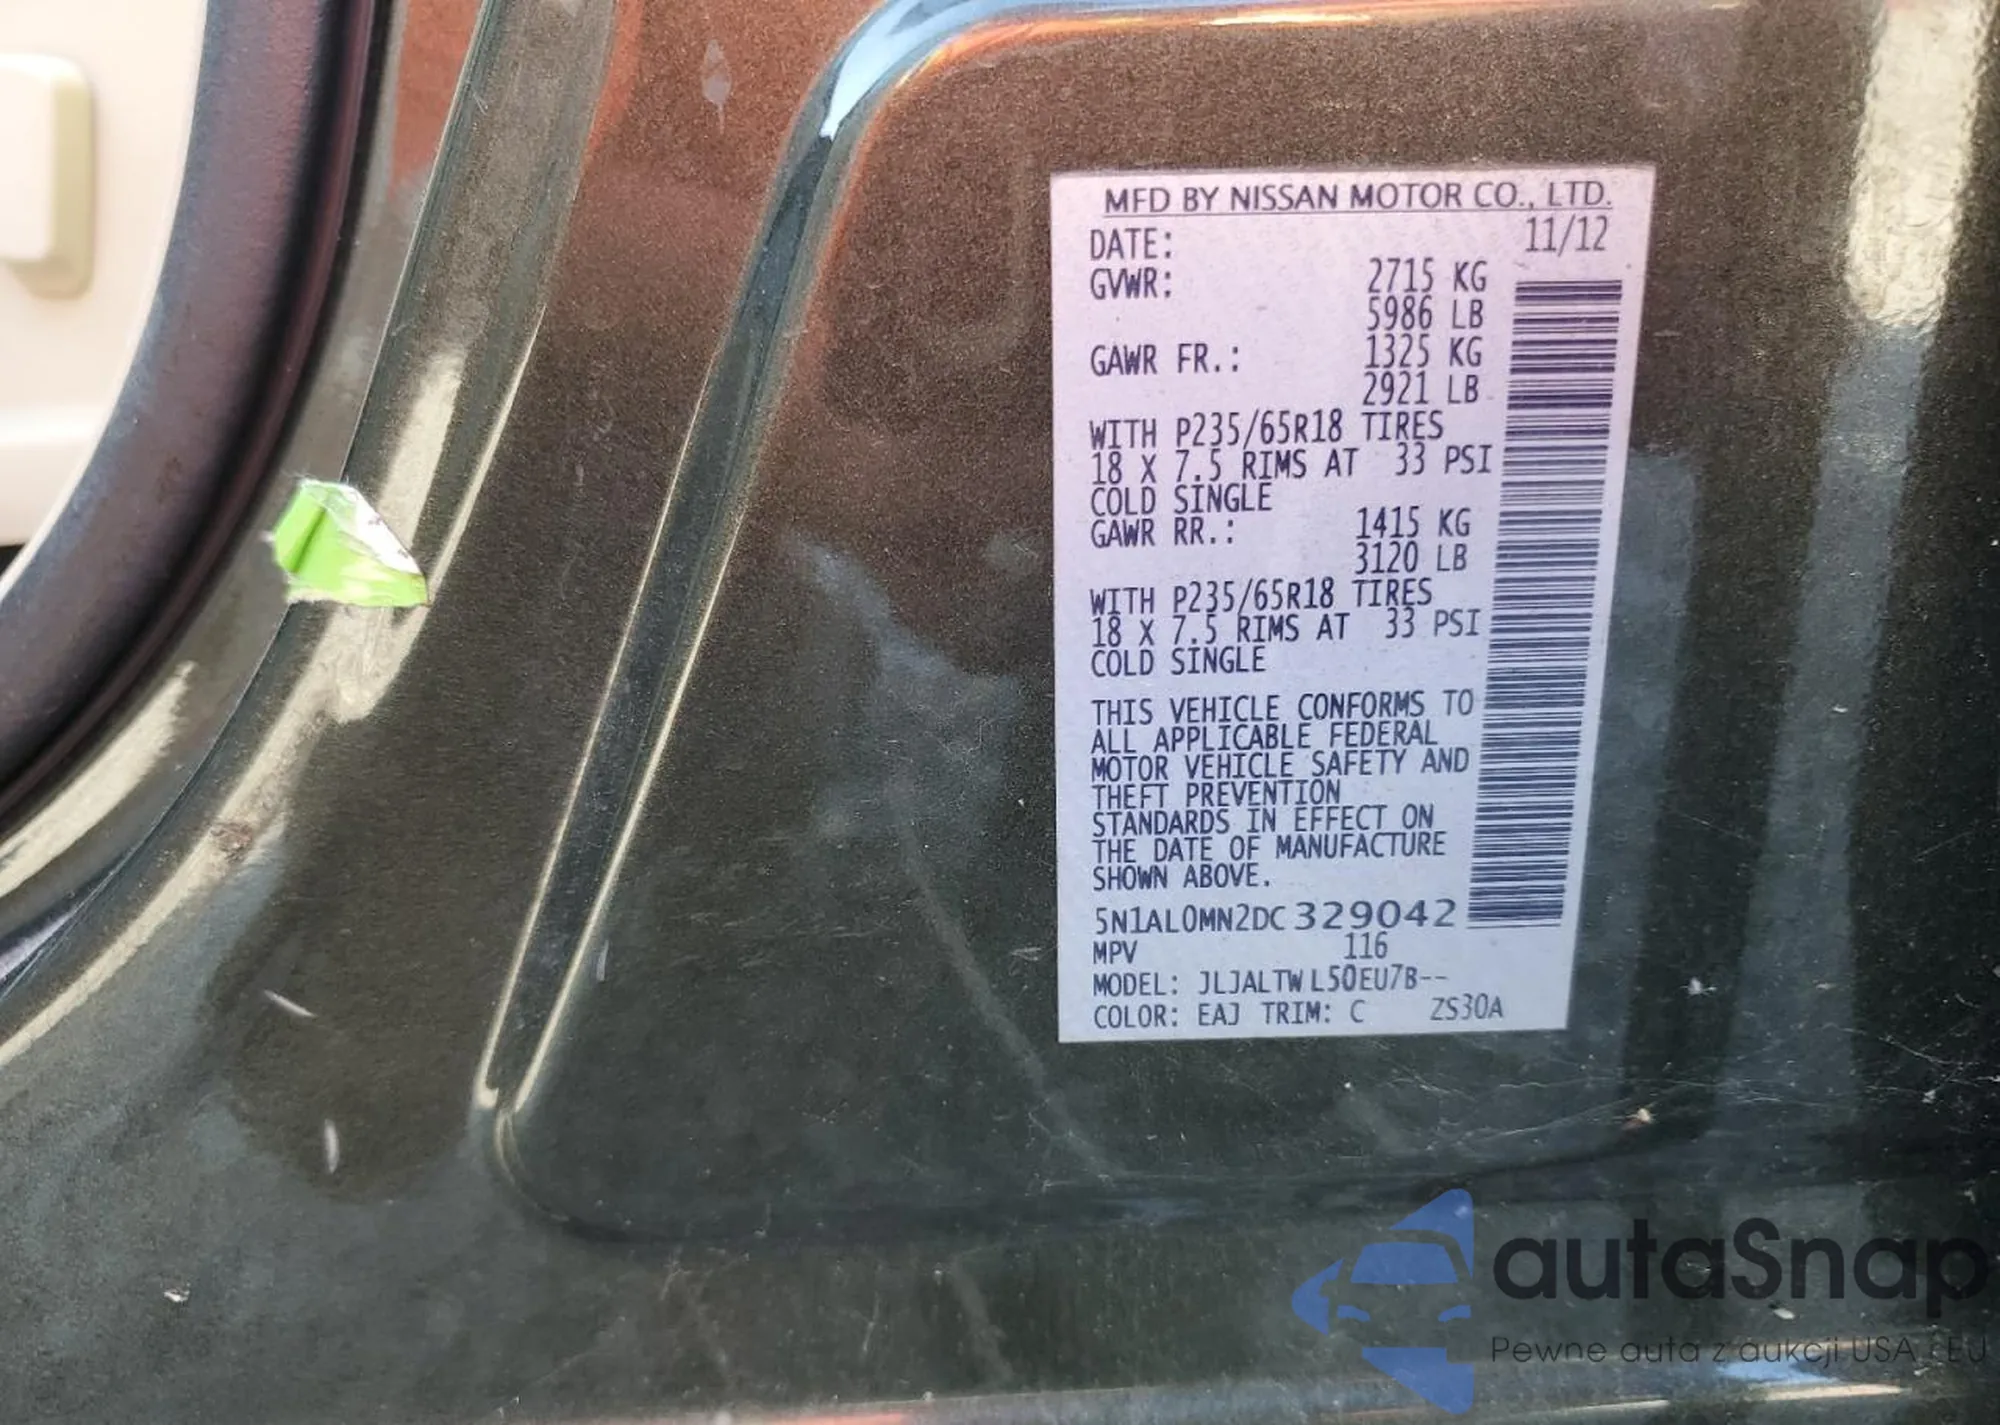 MFD BY NISSAN MOTOR CO., LTD.
DATE: 11/12
GVWR: 2715 KG
5986 LB
GAWR FR.: 1325 KG
2921 LB
WITH P235/65R18 TIRES
18 X 7.5 RIMS AT 33 PSI
COLD SINGLE
GAWR RR.: 1415 KG
3120 LB
WITH P235/65R18 TIRES
18 X 7.5 RIMS AT 33 PSI
COLD SINGLE
THIS VEHICLE CONFORMS TO
ALL APPLICABLE FEDERAL
MOTOR VEHICLE SAFETY AND
THEFT PREVENTION
STANDARDS IN EFFECT ON
THE DATE OF MANUFACTURE
SHOWN ABOVE.
5N1AL0MN2DC 329042
MPV 116
MODEL: JLJALTW L50EU7B--
COLOR: EAJ TRIM: C ZS30A
autaSnap
Pewne auta z aukcji USA i EU